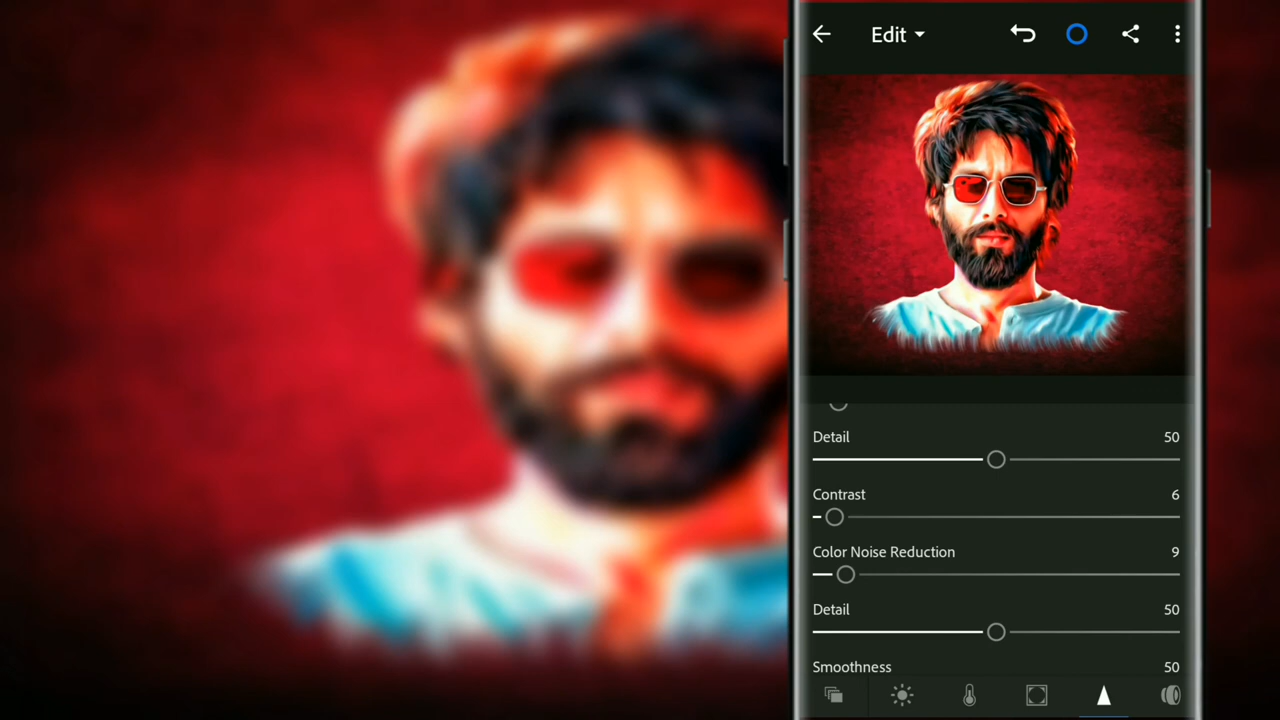 Edit
Detail 50
Contrast 6
Color Noise Reduction 9
Detail 50
Smoothness 50